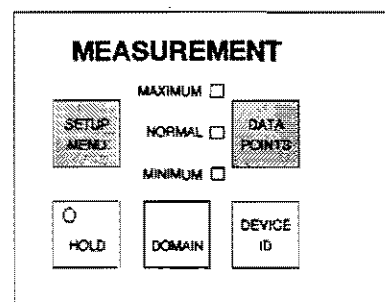 MEASUREMENT
MAXIMUM
SETUP
MENU
NORMAL
DATA
POINTS
MINIMUM
HOLD
DOMAIN
DEVICE
ID